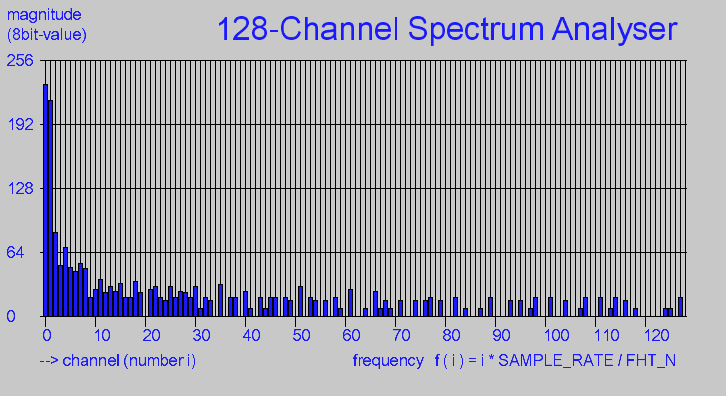 magnitude
(8bit-value)
128-Channel Spectrum Analyser
256
192
128
64
0
0 10 20 30 40 50 60 70 80 90 100 110 120
--> channel (number i)
frequency f ( i ) = i * SAMPLE_RATE / FHT_N